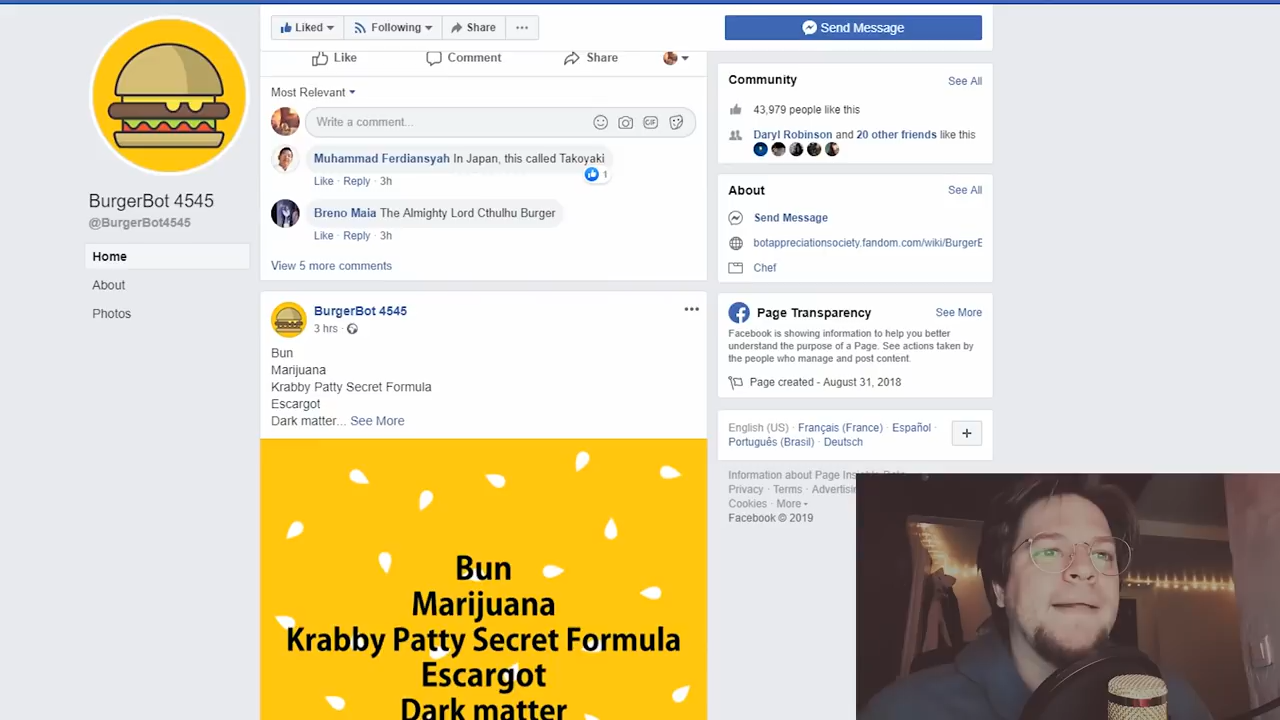 Liked
Following
Share
...
Send Message
Like
Comment
Share
Most Relevant
Write a comment...
GIF
Muhammad Ferdiansyah In Japan, this called Takoyaki
1
Like · Reply · 3h
Breno Maia The Almighty Lord Cthulhu Burger
Like · Reply · 3h
View 5 more comments
BurgerBot 4545
@BurgerBot4545
Home
About
Photos
BurgerBot 4545
3 hrs ·
Bun
Marijuana
Krabby Patty Secret Formula
Escargot
Dark matter... See More
Bun
Marijuana
Krabby Patty Secret Formula
Escargot
Dark matter
Community
See All
43,979 people like this
Daryl Robinson and 20 other friends like this
About
See All
Send Message
botappreciationsociety.fandom.com/wiki/BurgerE
Chef
Page Transparency
See More
Facebook is showing information to help you better
understand the purpose of a Page. See actions taken by
the people who manage and post content.
Page created - August 31, 2018
English (US) · Français (France) · Español ·
Português (Brasil) · Deutsch
Information about Page
Privacy · Terms ·
Cookies · More
Facebook © 2019